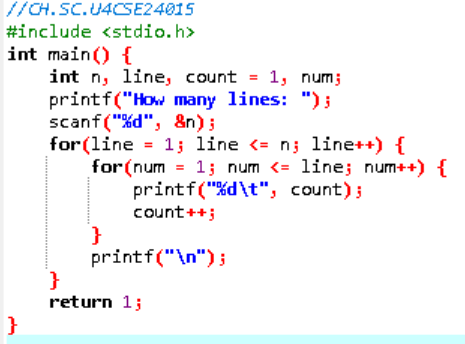 //CH.SC.U4CSE24015
#include <stdio.h>
int main() {
    int n, line, count = 1, num;
    printf("How many lines: ");
    scanf("%d", &n);
    for(line = 1; line <= n; line++) {
        for(num = 1; num <= line; num++) {
            printf("%d\t", count);
            count++;
        }
        printf("\n");
    }
    return 1;
}